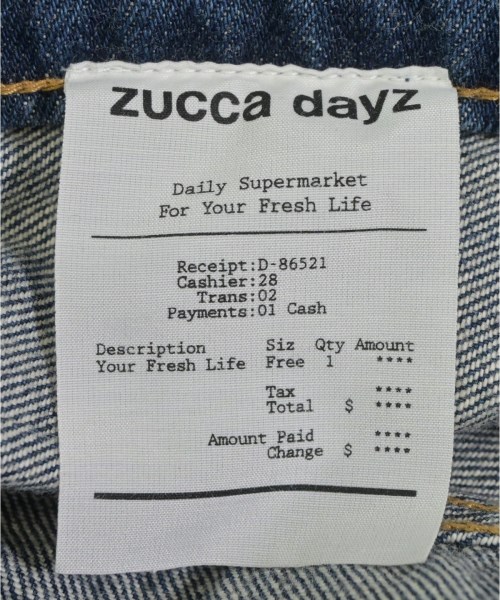 zucca dayz
Daily Supermarket
For Your Fresh Life
Receipt:D-86521
Cashier:28
Trans:02
Payments:01 Cash
Description Siz Qty Amount
Your Fresh Life Free 1 ****
Tax ****
Total $ ****
Amount Paid ****
Change $ ****